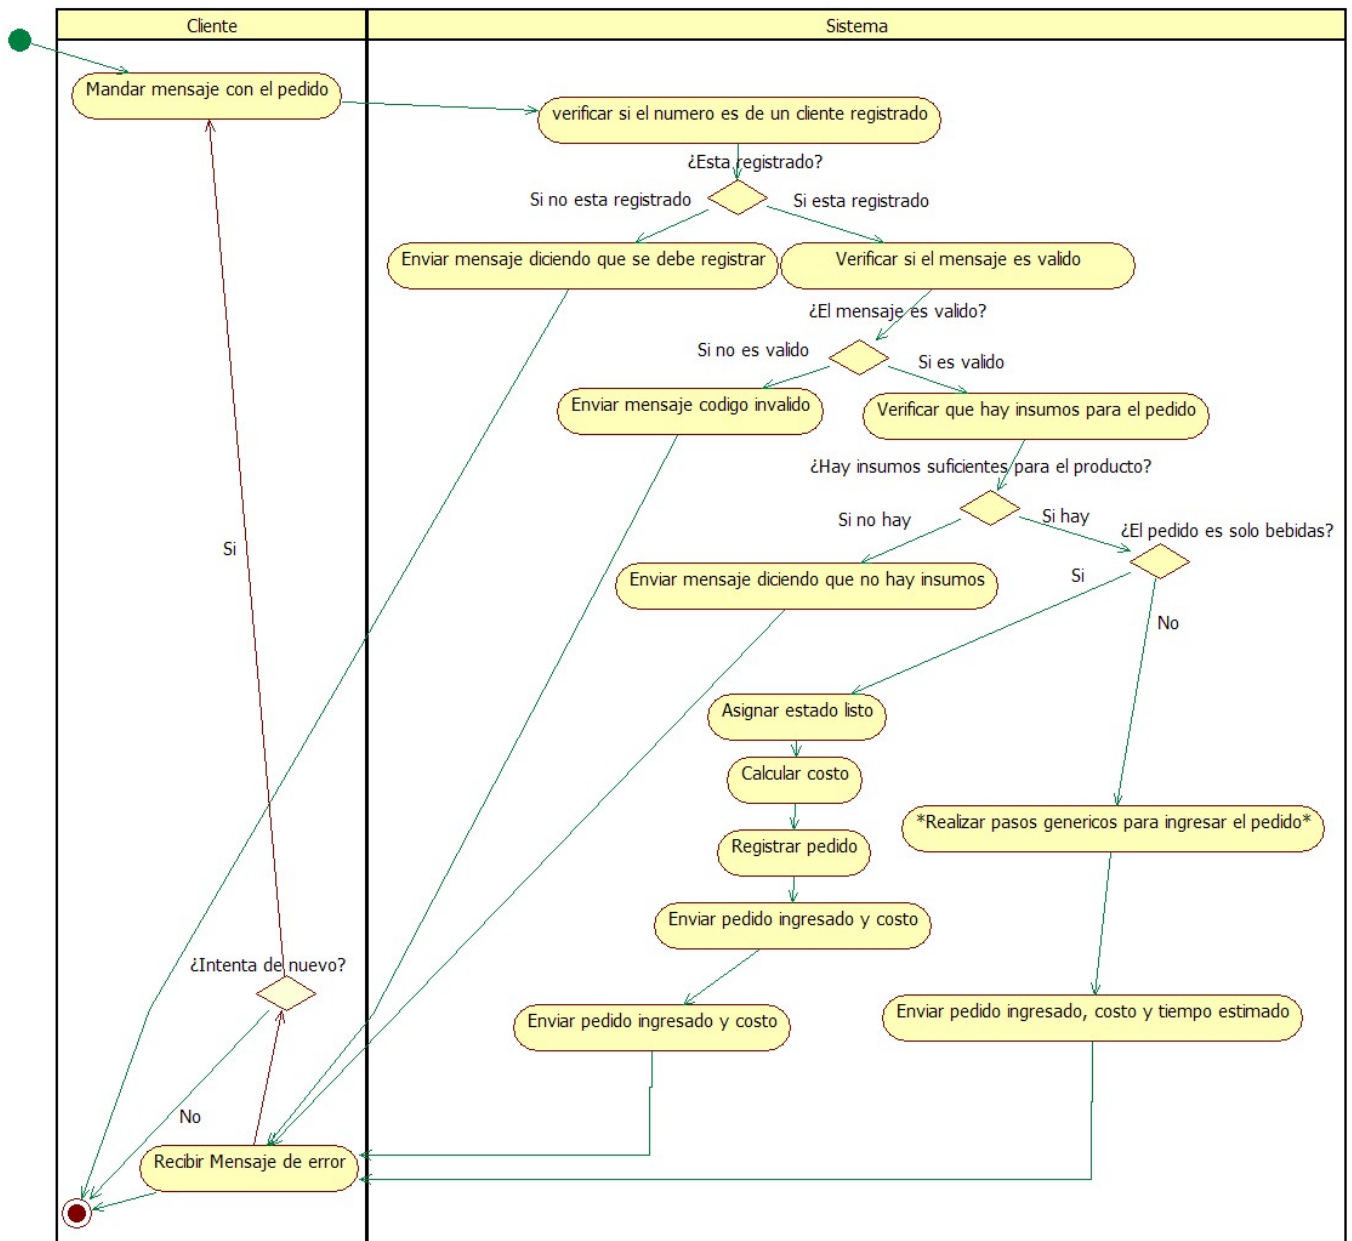 Cliente
Sistema
Mandar mensaje con el pedido
verificar si el numero es de un cliente registrado
¿Esta registrado?
Si no esta registrado
Si esta registrado
Enviar mensaje diciendo que se debe registrar
Verificar si el mensaje es valido
¿El mensaje es valido?
Si no es valido
Si es valido
Enviar mensaje codigo invalido
Verificar que hay insumos para el pedido
¿Hay insumos suficientes para el producto?
Si no hay
Si hay
¿El pedido es solo bebidas?
Si
Enviar mensaje diciendo que no hay insumos
Si
No
Asignar estado listo
Calcular costo
*Realizar pasos genericos para ingresar el pedido*
Registrar pedido
Enviar pedido ingresado y costo
¿Intenta de nuevo?
Enviar pedido ingresado y costo
Enviar pedido ingresado, costo y tiempo estimado
No
Recibir Mensaje de error